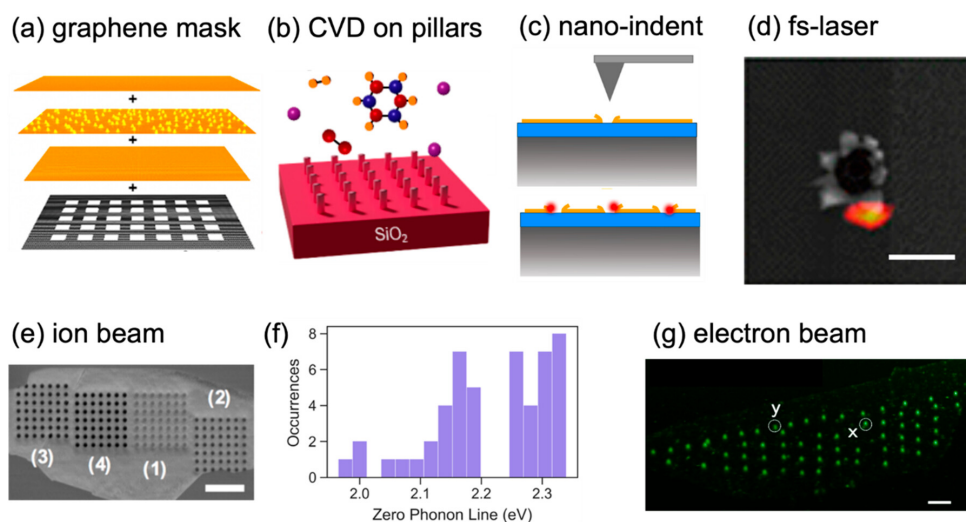 (a) graphene mask
(b) CVD on pillars
(c) nano-indent
(d) fs-laser
+
+
+
SiO2
(e) ion beam
(2)
(3)
(4)
(1)
(f)
8
6
4
2
0
Occurrences
2.0 2.1 2.2 2.3
Zero Phonon Line (eV)
(g) electron beam
y
x